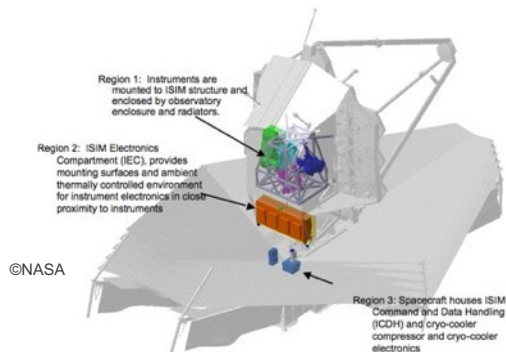 Region 1: Instruments are
mounted to ISIM structure and
enclosed by observatory
enclosure and radiators.
Region 2: ISIM Electronics
Compartment (IEC), provides
mounting surfaces and ambient
thermally controlled environment
for instrument electronics in close
proximity to instruments
©NASA
Region 3: Spacecraft houses ISIM
Command and Data Handling
(ICDH) and cryo-cooler
compressor and cryo-cooler
electronics